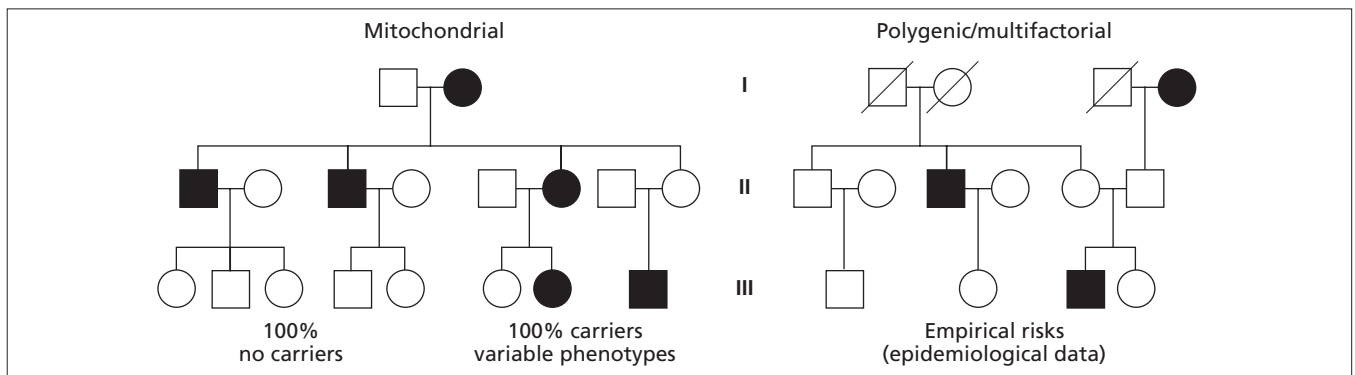 Mitochondrial
Polygenic/multifactorial
I
II
III
100%
no carriers
100% carriers
variable phenotypes
Empirical risks
(epidemiological data)